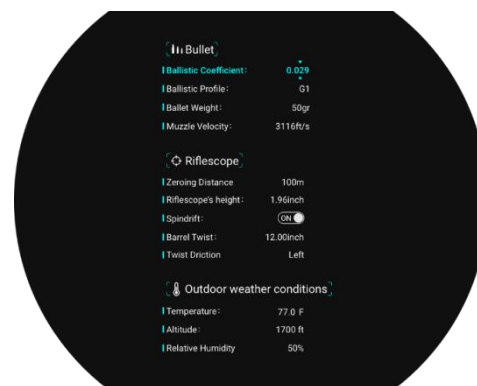 Bullet
Ballistic Coefficient: 0.029
Ballistic Profile: G1
Ballet Weight: 50gr
Muzzle Velocity: 3116ft/s
Riflescope
Zeroing Distance 100m
Riflescope's height: 1.96inch
Spindrift: ON
Barrel Twist: 12.00inch
Twist Driction Left
Outdoor weather conditions
Temperature: 77.0 F
Altitude: 1700 ft
Relative Humidity 50%